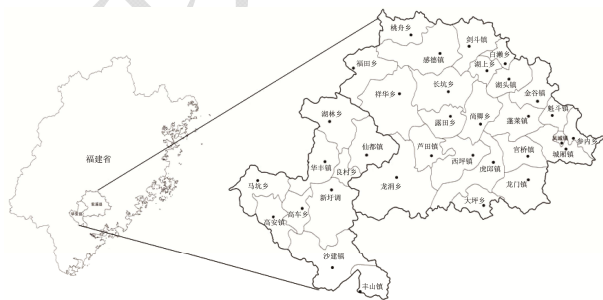 福建省
桃舟乡
剑斗镇
感德镇
白濑乡
福田乡
湖上乡
祥华乡
长坑乡
湖头镇
金谷镇
湖林乡
蓝田乡
尚卿乡
蓬莱镇
魁斗镇
参内乡
城厢镇
仙都镇
芦田镇
西坪镇
官桥镇
虎邱镇
华丰镇
良村乡
马坑乡
龙涓乡
龙门镇
新圩调
大坪乡
高安镇
高车乡
沙建镇
丰山镇